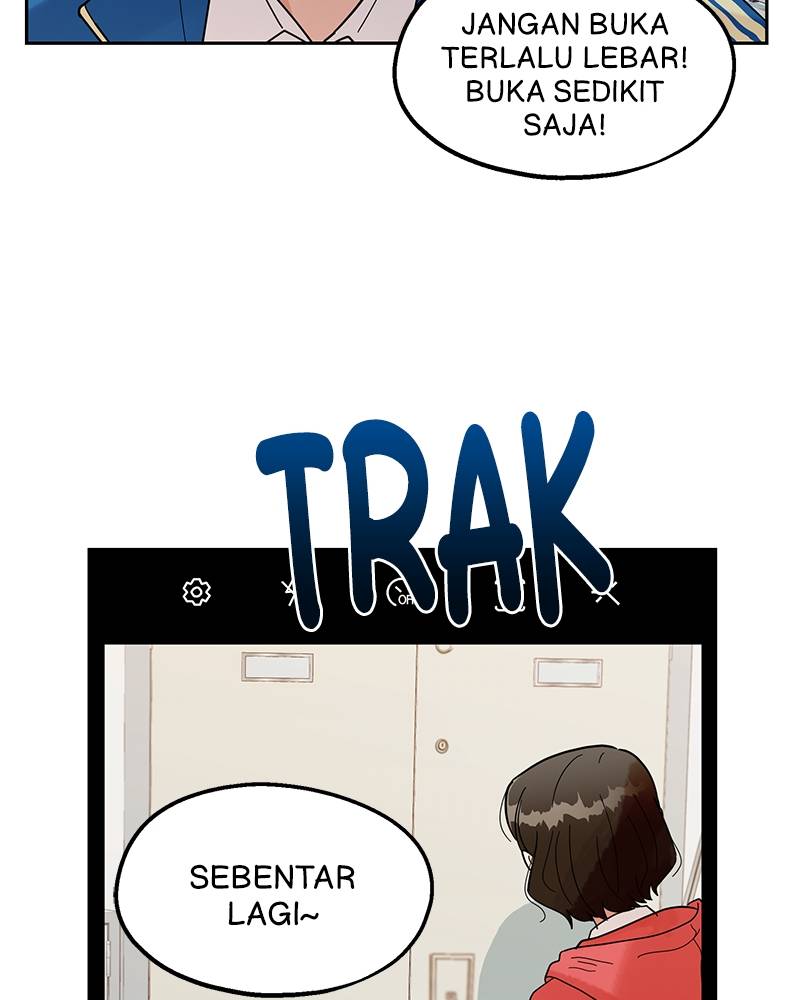 JANGAN BUKA
TERLALU LEBAR!
BUKA SEDIKIT
SAJA!
TRAK
SEBENTAR
LAGI~